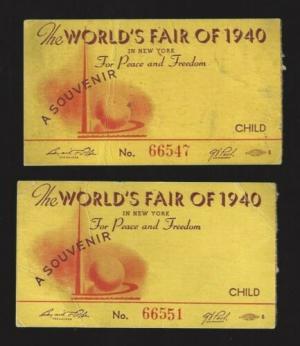 The WORLD'S FAIR OF 1940
IN NEW YORK
For Peace and Freedom
A SOUVENIR
CHILD
No. 66547
The WORLD'S FAIR OF 1940
IN NEW YORK
For Peace and Freedom
A SOUVENIR
CHILD
No. 66551